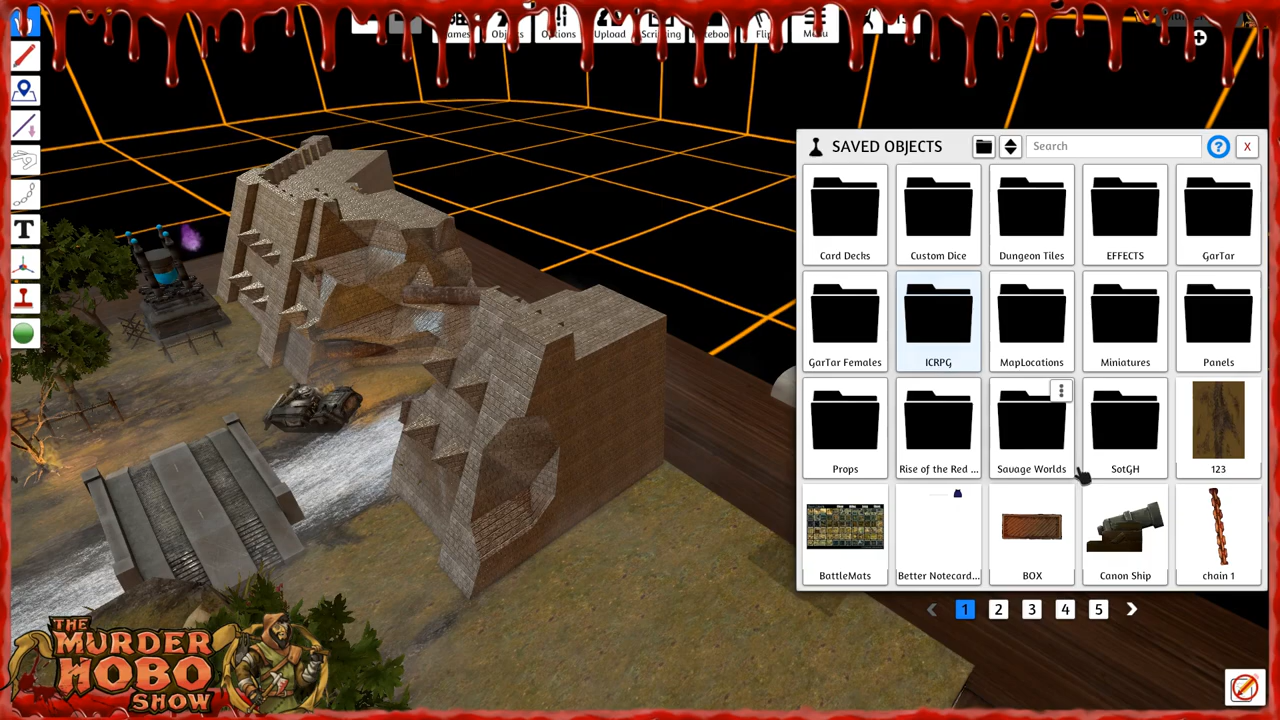 Options
Upload
Menu
SAVED OBJECTS
Search
?
X
Card Decks
Custom Dice
Dungeon Tiles
EFFECTS
GarTar
GarTar Females
ICRPG
MapLocations
Miniatures
Panels
Props
Rise of the Red ...
Savage Worlds
SotGH
123
BattleMats
Better Notecard...
BOX
Canon Ship
chain 1
1
2
3
4
5
T
THE
MURDER
HOBO
SHOW